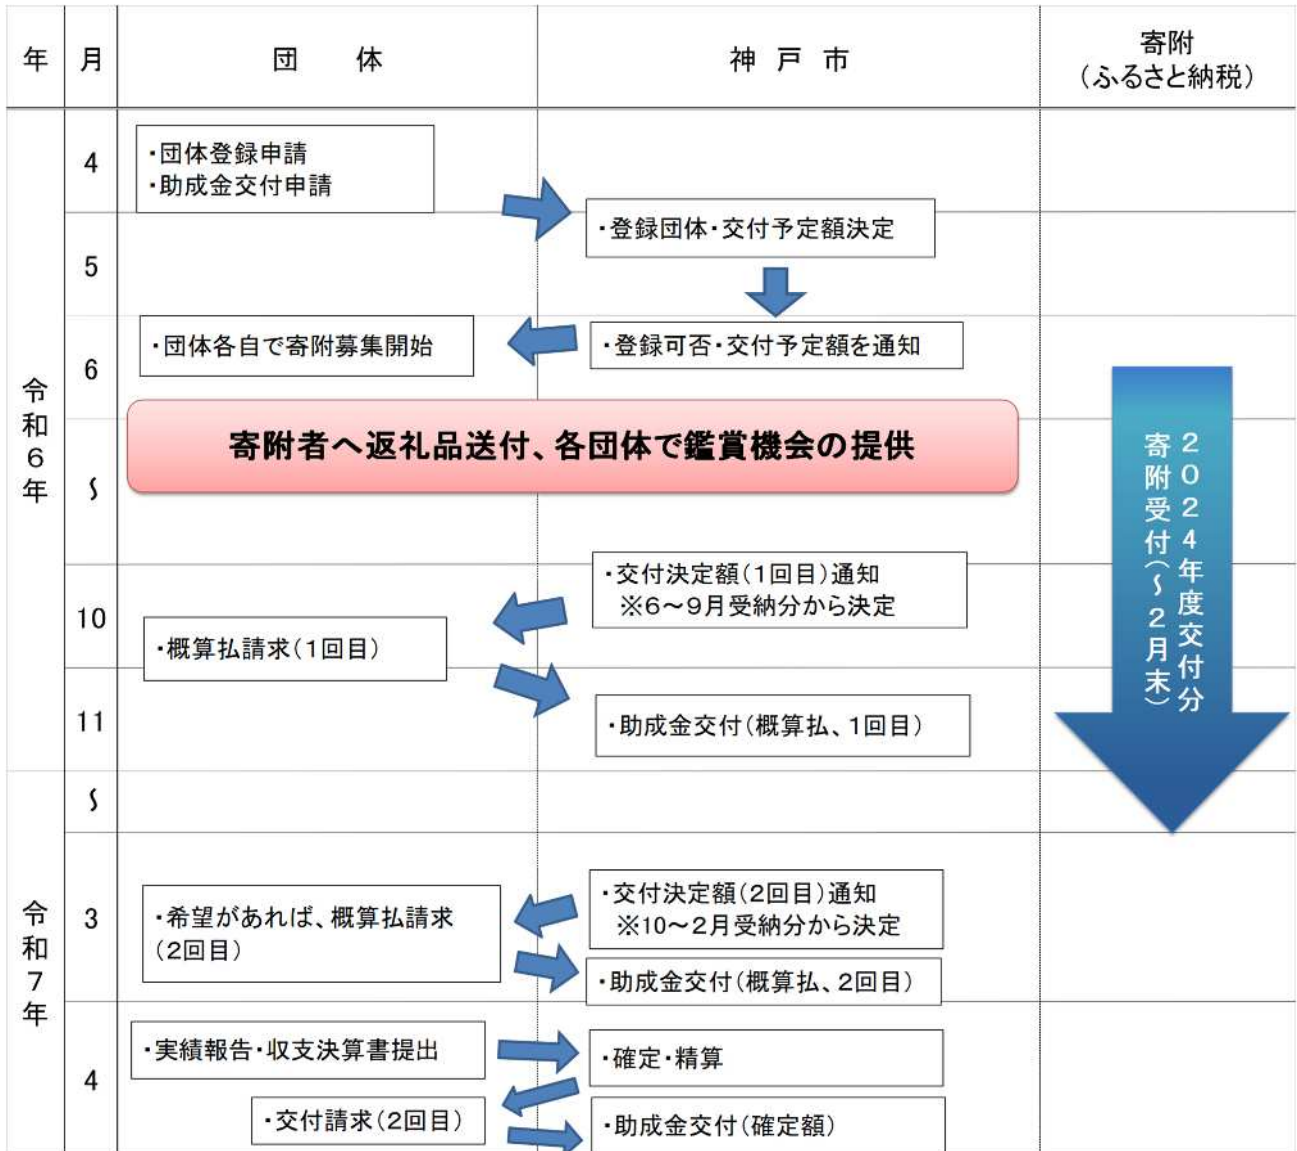 年
月
団　体
神 戸 市
寄附
（ふるさと納税）
令和６年
4
・団体登録申請
・助成金交付申請
・登録団体・交付予定額決定
5
6
・団体各自で寄附募集開始
・登録可否・交付予定額を通知
寄附者へ返礼品送付、各団体で鑑賞機会の提供
２０２４年度交付分
寄附受付（～２月末）
～
10
・交付決定額（１回目）通知
※６～９月受納分から決定
・概算払請求（１回目）
11
・助成金交付（概算払、１回目）
～
令和７年
3
・交付決定額（２回目）通知
※10～２月受納分から決定
・希望があれば、概算払請求
（２回目）
・助成金交付（概算払、２回目）
4
・実績報告・収支決算書提出
・確定・精算
・交付請求（２回目）
・助成金交付（確定額）